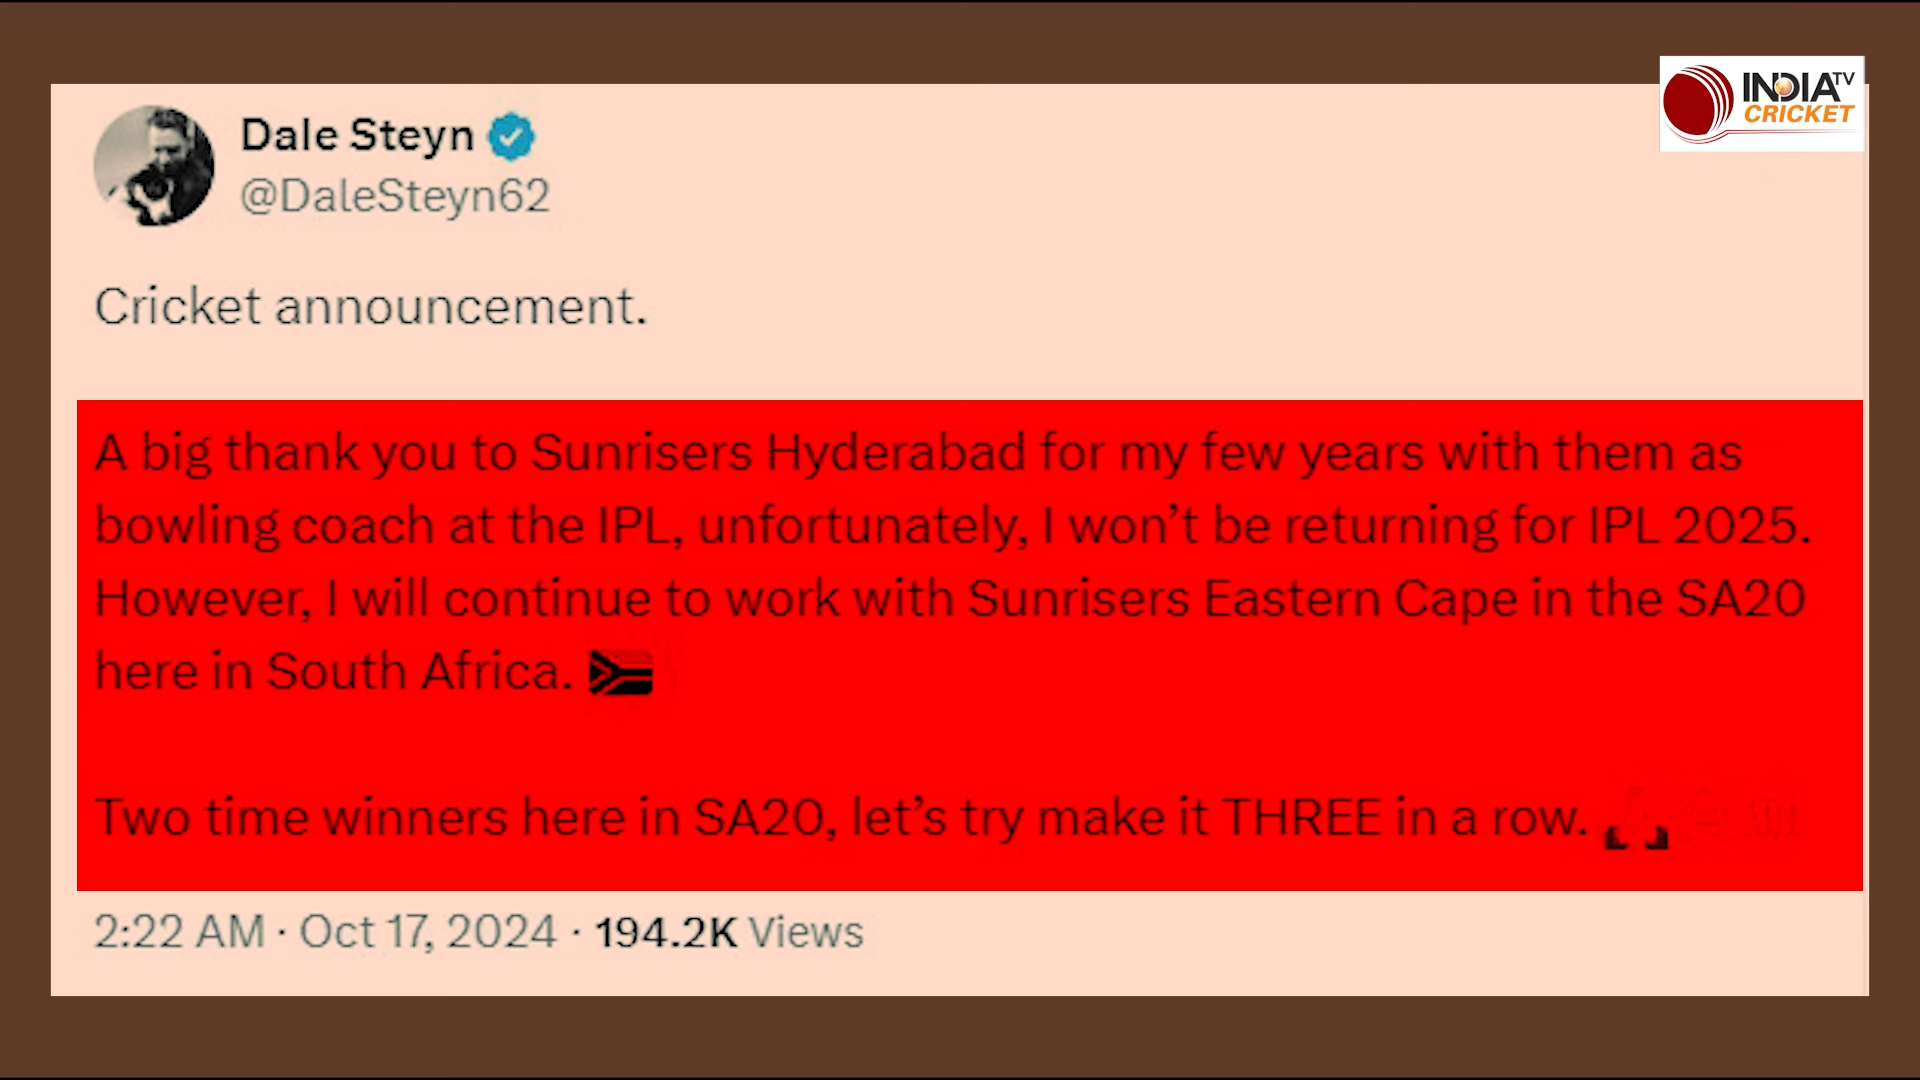 INDIA TV
CRICKET
Dale Steyn
@DaleSteyn62
Cricket announcement.
A big thank you to Sunrisers Hyderabad for my few years with them as
bowling coach at the IPL, unfortunately, I won’t be returning for IPL 2025.
However, I will continue to work with Sunrisers Eastern Cape in the SA20
here in South Africa.
Two time winners here in SA20, let’s try make it THREE in a row.
2:22 AM · Oct 17, 2024 · 194.2K Views